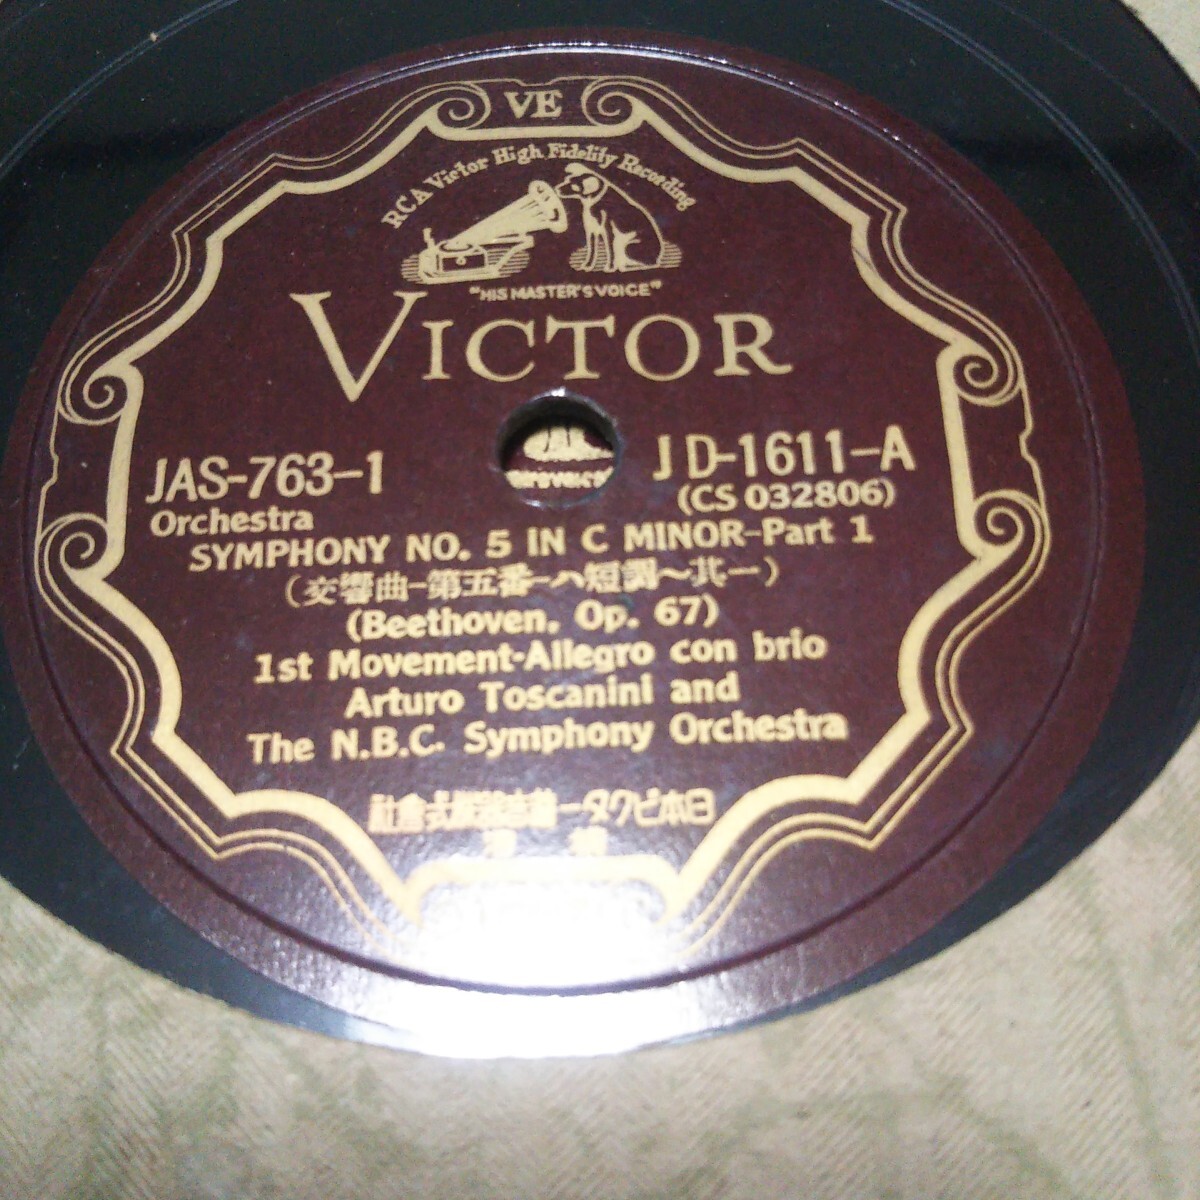 VE
RCA Victor High Fidelity Recording
"HIS MASTER'S VOICE"
VICTOR
JAS-763-1
JD-1611-A
(CS 032806)
Orchestra
SYMPHONY NO. 5 IN C MINOR-Part 1
(交響曲-第五番-ハ短調~其一)
(Beethoven, Op. 67)
1st Movement-Allegro con brio
Arturo Toscanini and
The N.B.C. Symphony Orchestra
社會式株器音蓄ータクビ本日